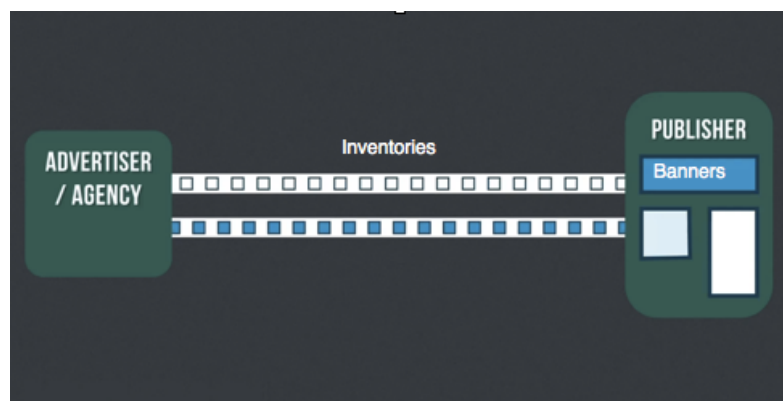 Inventories
ADVERTISER
/ AGENCY
PUBLISHER
Banners